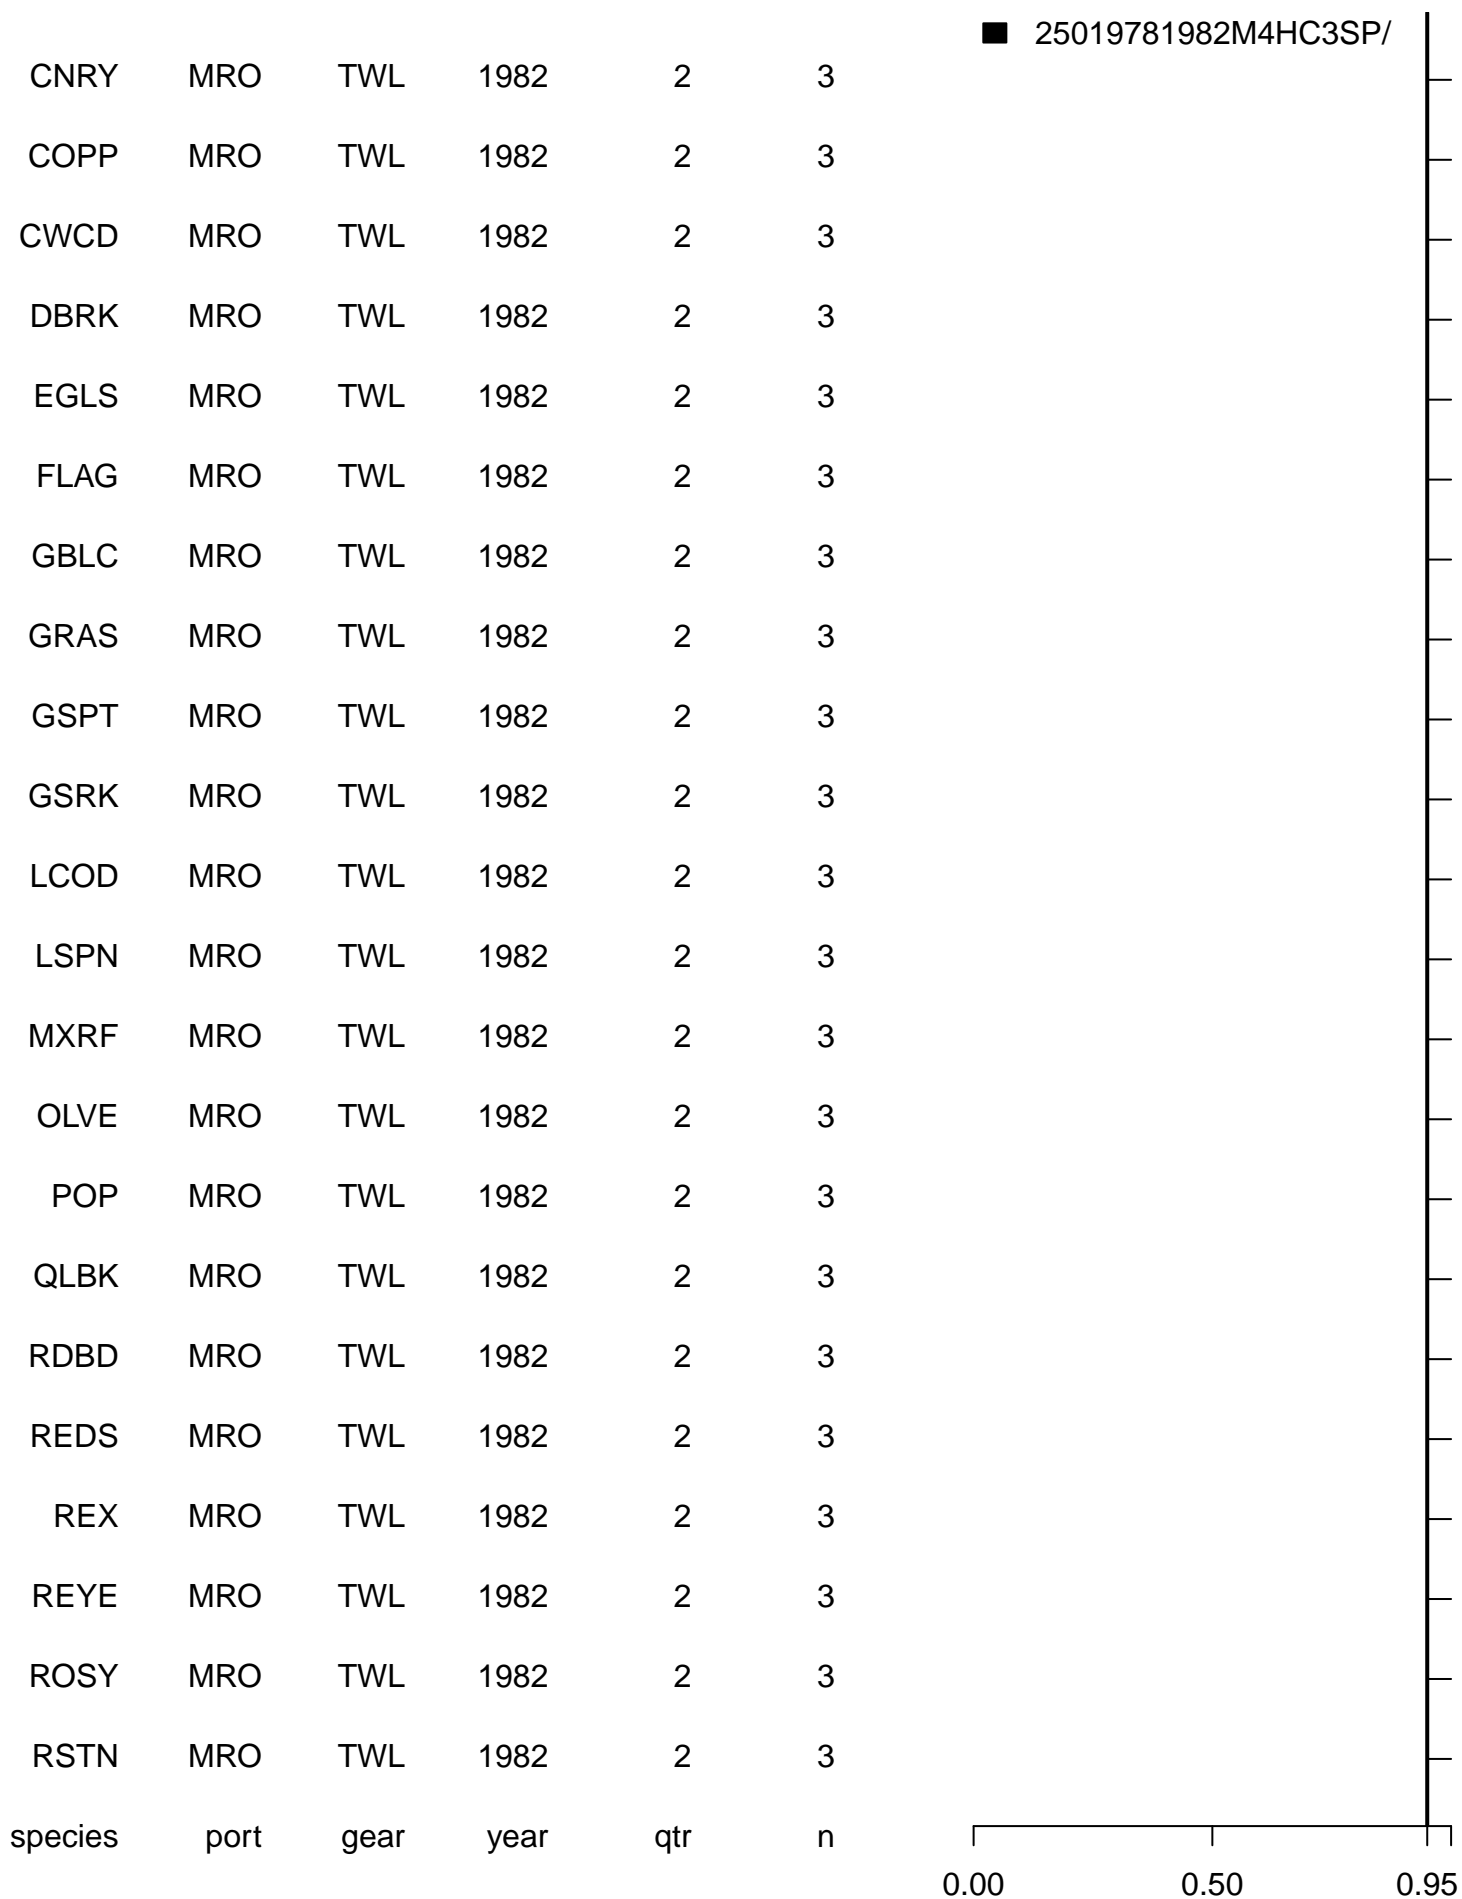 25019781982M4HC3SP/
CNRY MRO TWL 1982 2 3
COPP MRO TWL 1982 2 3
CWCD MRO TWL 1982 2 3
DBRK MRO TWL 1982 2 3
EGLS MRO TWL 1982 2 3
FLAG MRO TWL 1982 2 3
GBLC MRO TWL 1982 2 3
GRAS MRO TWL 1982 2 3
GSPT MRO TWL 1982 2 3
GSRK MRO TWL 1982 2 3
LCOD MRO TWL 1982 2 3
LSPN MRO TWL 1982 2 3
MXRF MRO TWL 1982 2 3
OLVE MRO TWL 1982 2 3
POP MRO TWL 1982 2 3
QLBK MRO TWL 1982 2 3
RDBD MRO TWL 1982 2 3
REDS MRO TWL 1982 2 3
REX MRO TWL 1982 2 3
REYE MRO TWL 1982 2 3
ROSY MRO TWL 1982 2 3
RSTN MRO TWL 1982 2 3
species port gear year qtr n
0.00 0.50 0.95